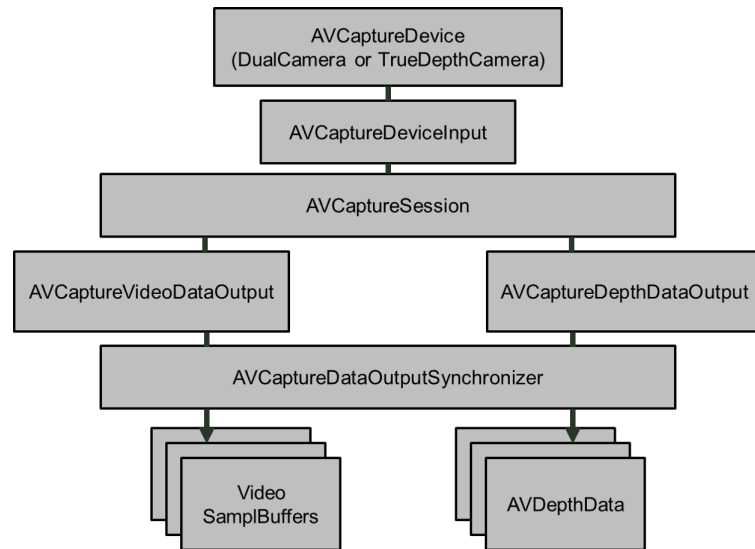 AVCaptureDevice
(DualCamera or TrueDepthCamera)
AVCaptureDeviceInput
AVCaptureSession
AVCaptureVideoDataOutput
AVCaptureDepthDataOutput
AVCaptureDataOutputSynchronizer
Video
SamplBuffers
AVDepthData